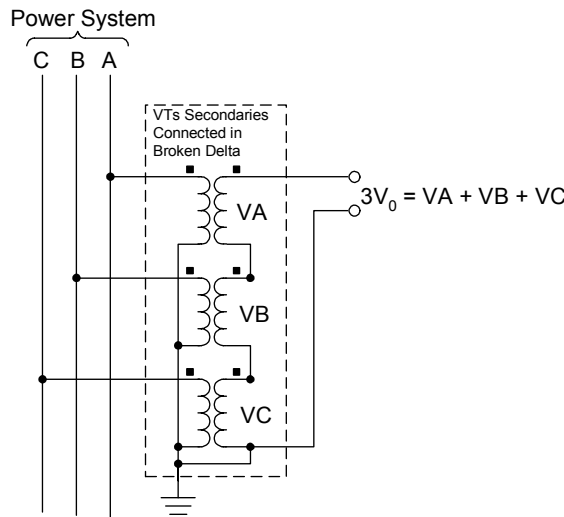 Power System
C B A
VTs Secondaries
Connected in
Broken Delta
VA
3V0 = VA + VB + VC
VB
VC